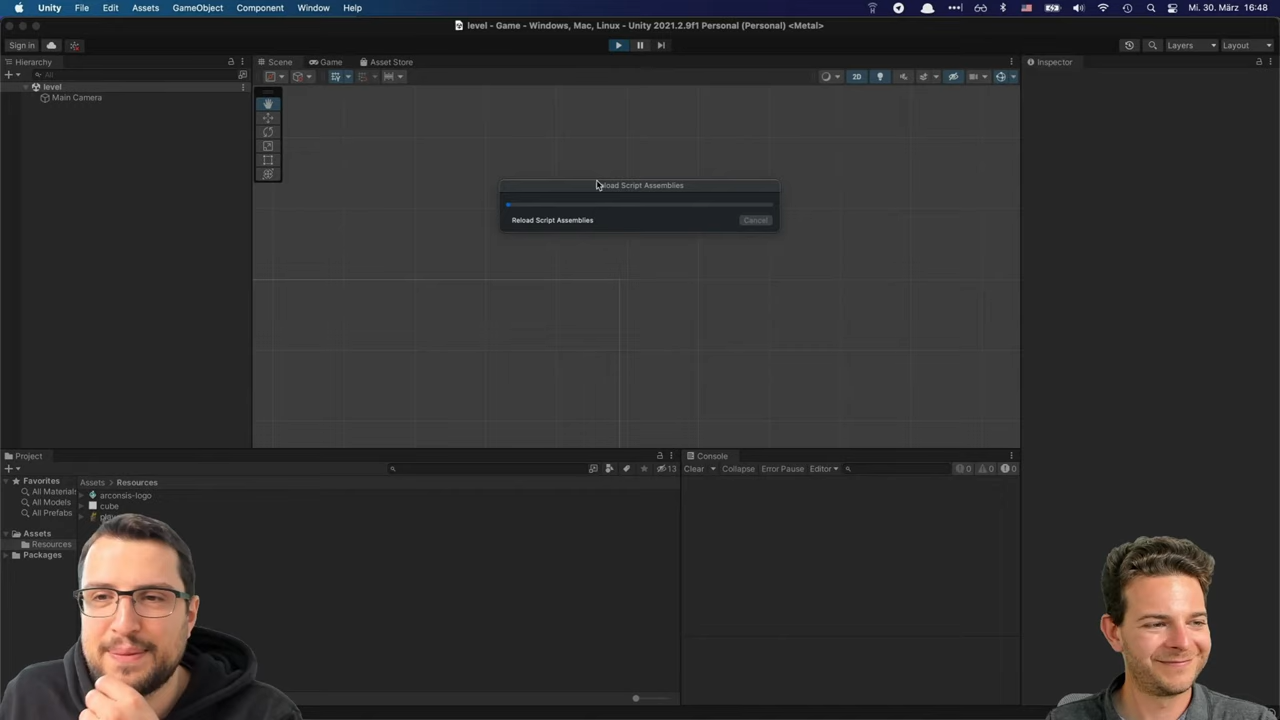 Unity File Edit Assets GameObject Component Window Help
Mi. 30. März 16:48
level - Game - Windows, Mac, Linux - Unity 2021.2.9f1 Personal (Personal) <Metal>
Sign in
Layers Layout
Hierarchy
Scene Game Asset Store
Inspector
All
2D
level
Main Camera
load Script Assemblies
Reload Script Assemblies
Cancel
Project
Console
13
Clear Collapse Error Pause Editor
0 0 0
Favorites
All Materials
All Models
All Prefabs
Assets
Resources
Packages
Assets > Resources
arconsis-logo
cube